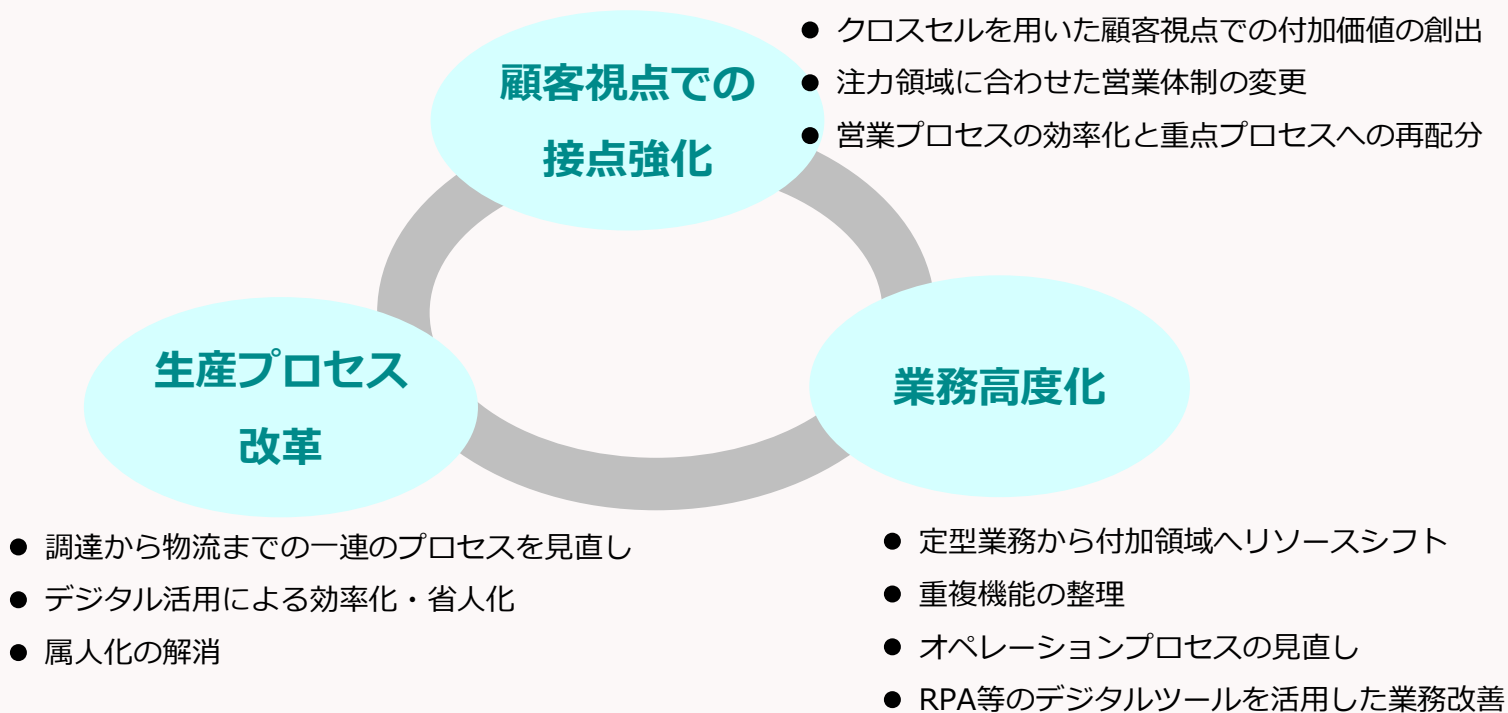 顧客視点での
接点強化
● クロスセルを用いた顧客視点での付加価値の創出
● 注力領域に合わせた営業体制の変更
● 営業プロセスの効率化と重点プロセスへの再配分
生産プロセス
改革
● 調達から物流までの一連のプロセスを見直し
● デジタル活用による効率化・省人化
● 属人化の解消
業務高度化
● 定型業務から付加領域へリソースシフト
● 重複機能の整理
● オペレーションプロセスの見直し
● RPA等のデジタルツールを活用した業務改善